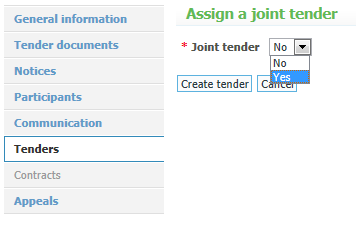 General information
Tender documents
Notices
Participants
Communication
Tenders
Contracts
Appeals
Assign a joint tender
* Joint tender No
No
Yes
Create tender Cancel